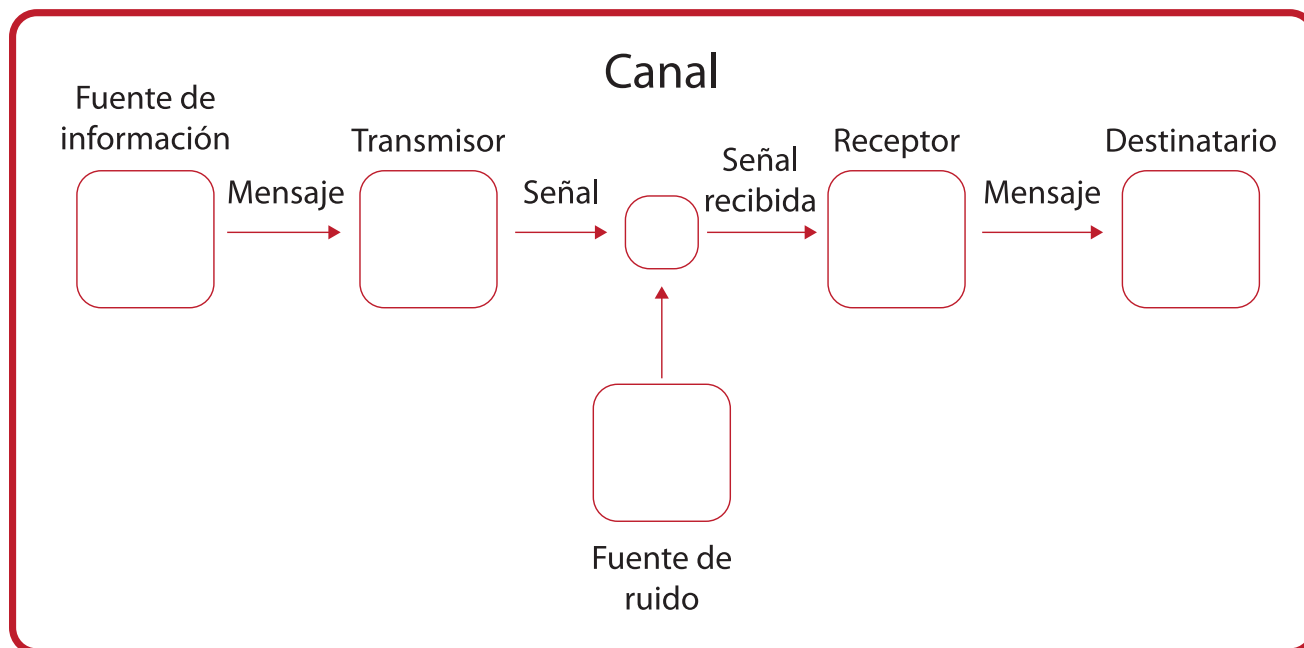 Canal
Fuente de
información
Mensaje
Transmisor
Señal
Señal
recibida
Receptor
Mensaje
Destinatario
Fuente de
ruido